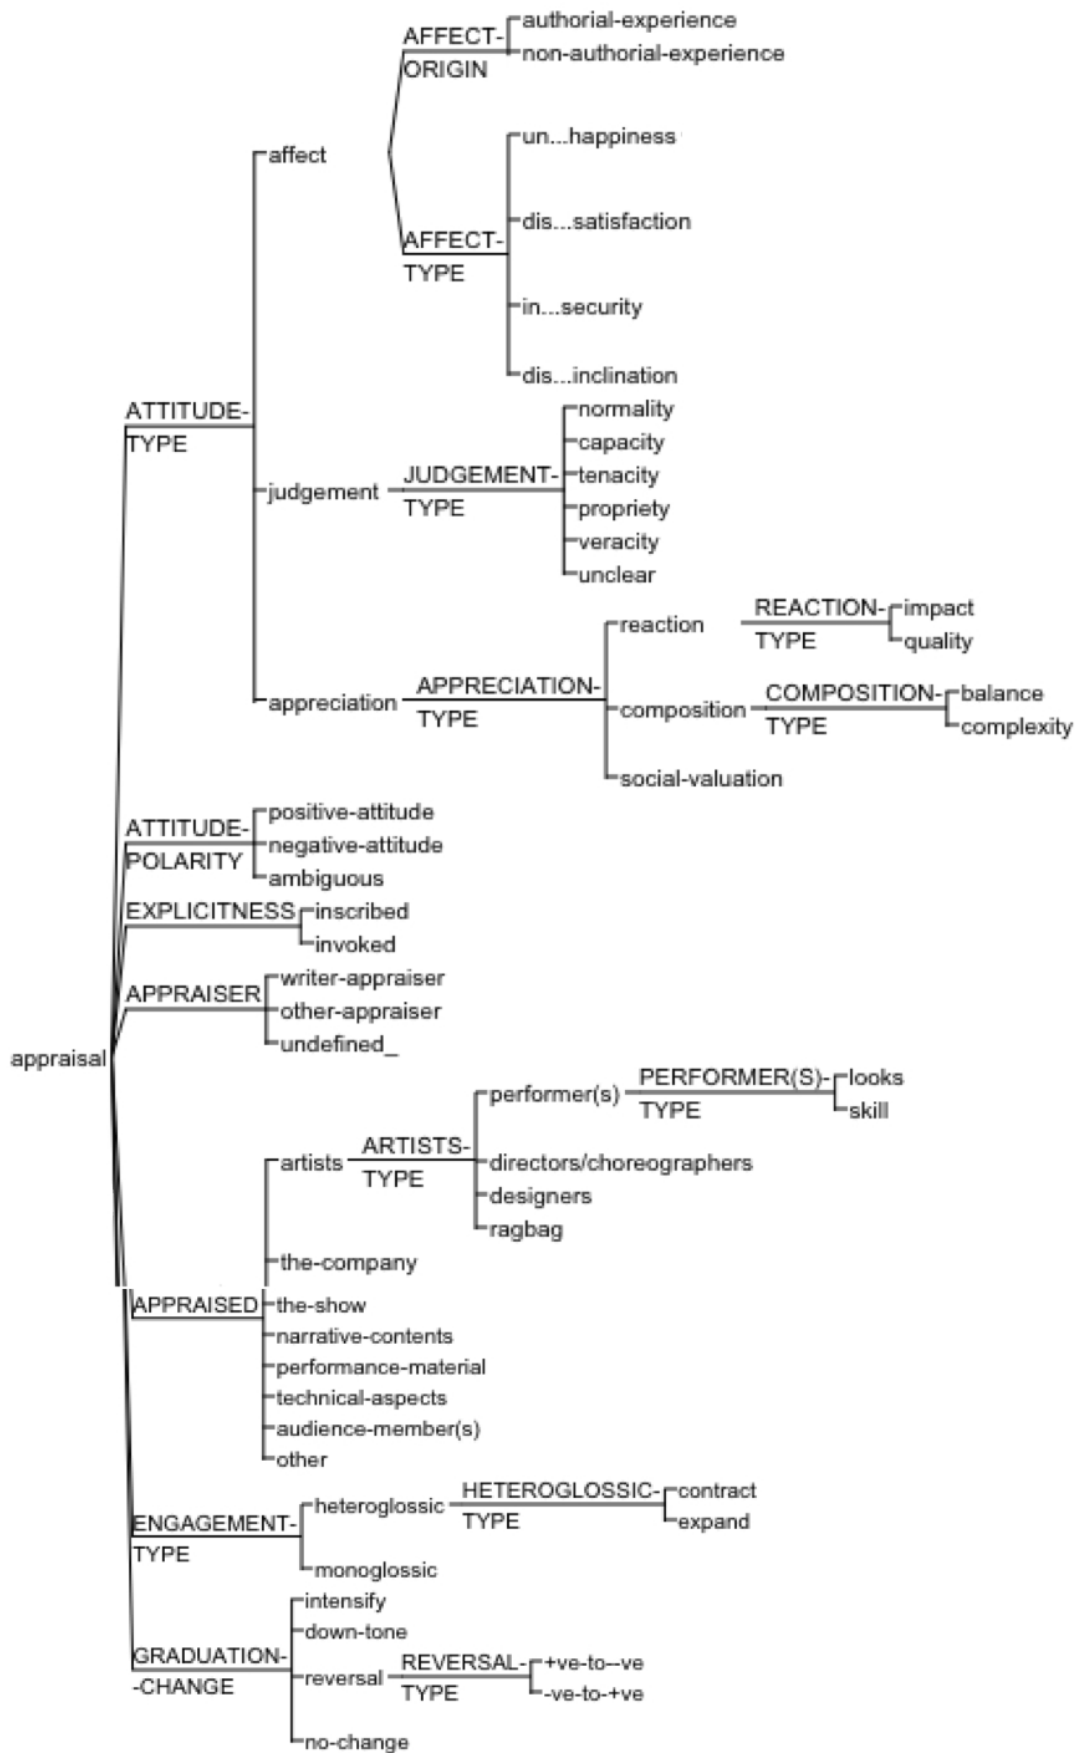 authorial-experience
AFFECT-
ORIGIN
non-authorial-experience
un...happiness
affect
dis...satisfaction
AFFECT-
TYPE
in...security
dis...inclination
ATTITUDE-
TYPE
normality
capacity
JUDGEMENT-
TYPE
tenacity
judgement
propriety
veracity
unclear
REACTION-
TYPE
impact
reaction
quality
APPRECIATION-
TYPE
appreciation
COMPOSITION-
TYPE
balance
composition
complexity
social-valuation
positive-attitude
ATTITUDE-
POLARITY
negative-attitude
ambiguous
EXPLICITNESS
inscribed
invoked
writer-appraiser
APPRAISER
other-appraiser
undefined_
appraisal
PERFORMER(S)-
TYPE
looks
performer(s)
skill
ARTISTS-
TYPE
artists
directors/choreographers
designers
ragbag
the-company
APPRAISED
the-show
narrative-contents
performance-material
technical-aspects
audience-member(s)
other
HETEROGLOSSIC-
TYPE
contract
heteroglossic
expand
ENGAGEMENT-
TYPE
monoglossic
intensify
down-tone
GRADUATION-
-CHANGE
reversal
REVERSAL-
TYPE
+ve-to--ve
-ve-to-+ve
no-change